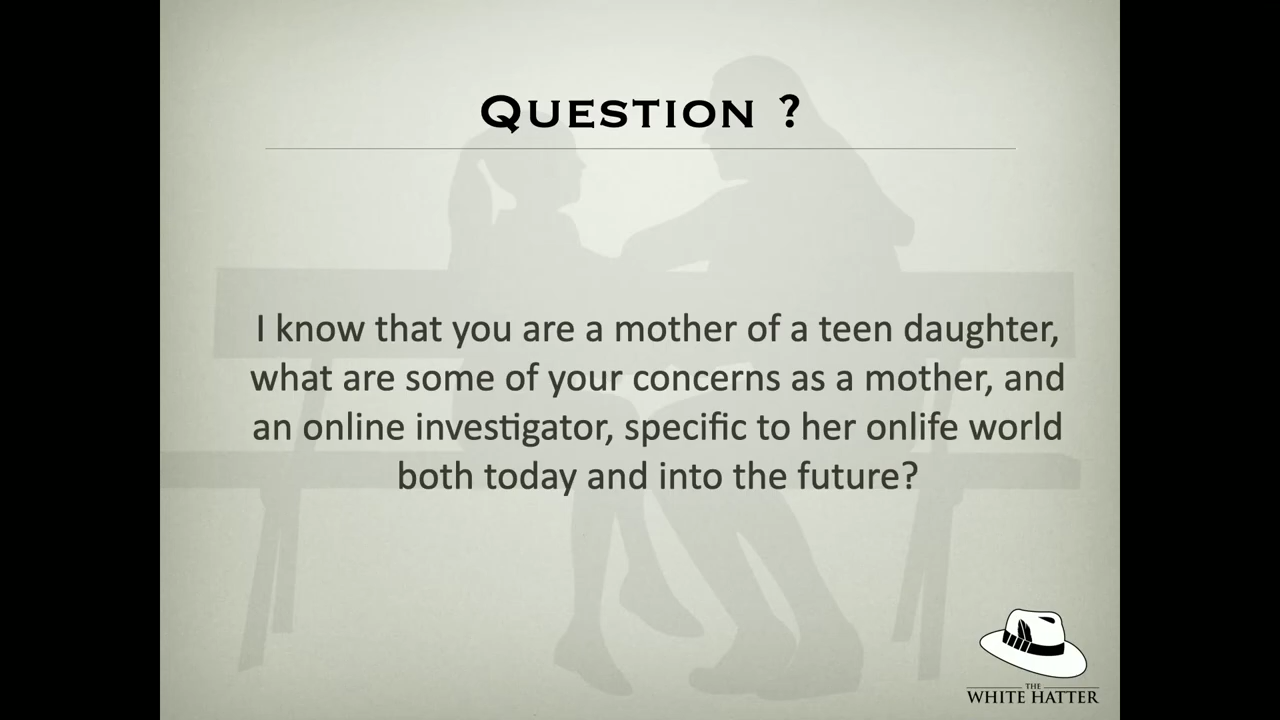 Question ?
I know that you are a mother of a teen daughter,
what are some of your concerns as a mother, and
an online investigator, specific to her onlife world
both today and into the future?
THE
WHITE HATTER